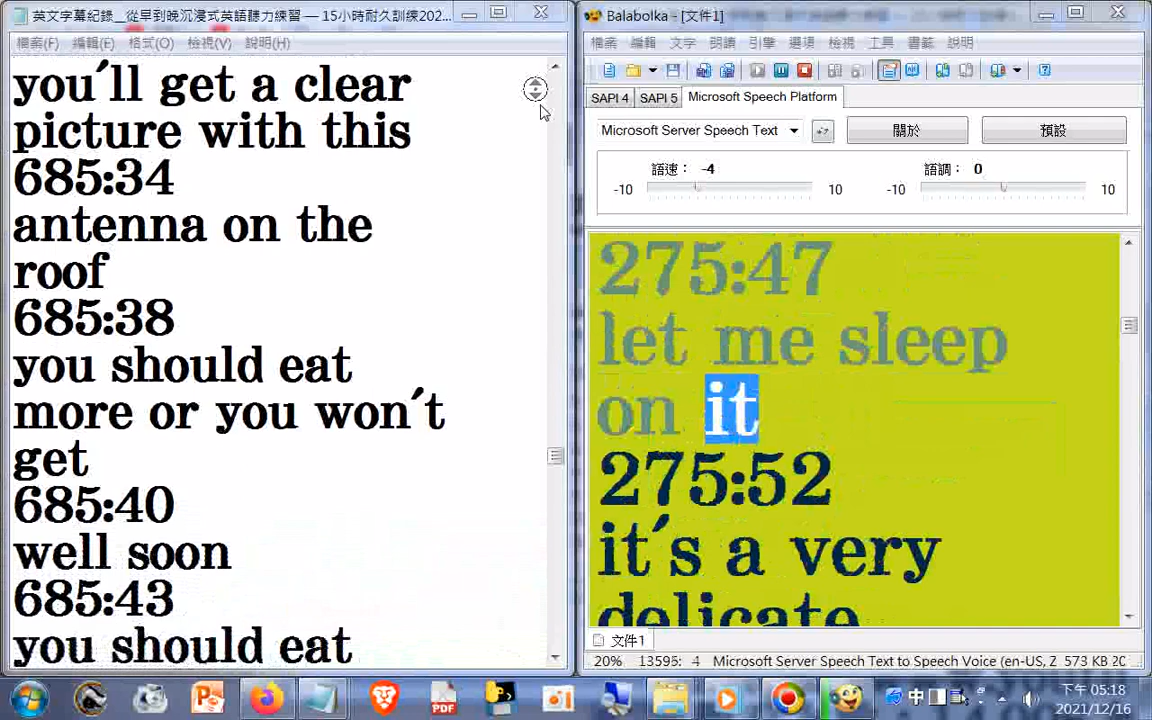 英文字幕紀錄__從早到晚沉浸式英語聽力練習 — 15小時耐久訓練202...
檔案(F) 編輯(E) 格式(O) 檢視(V) 說明(H)
you'll get a clear
picture with this
685:34
antenna on the
roof
685:38
you should eat
more or you won't
get
685:40
well soon
685:43
you should eat
Balabolka - [文件1]
檔案 編輯 文字 朗讀 引擎 選項 檢視 工具 書籤 說明
SAPI 4 SAPI 5 Microsoft Speech Platform
Microsoft Server Speech Text 關於 預設
語速： -4 語調： 0
-10 10 -10 10
275:47
let me sleep
on it
275:52
it's a very
delicate
文件1
20% 13595: 4 Microsoft Server Speech Text to Speech Voice (en-US, Z 573 KB 20
PDF
中
下午 05:18
2021/12/16